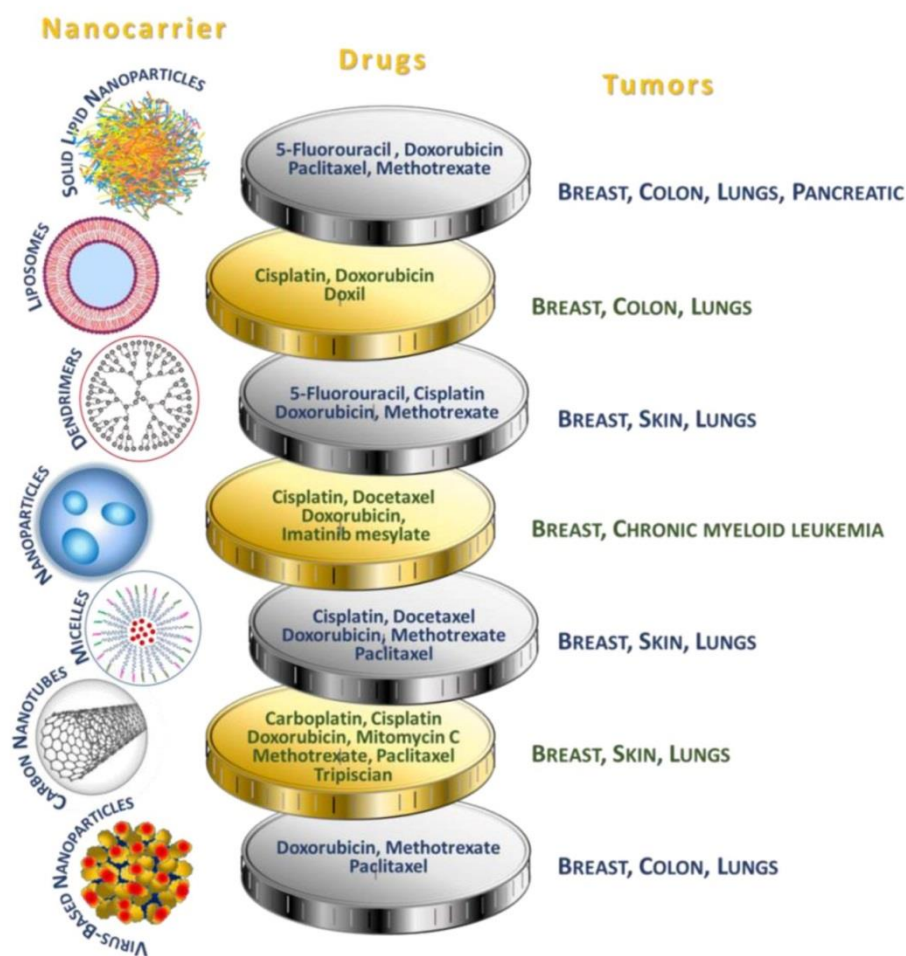 Nanocarrier
Drugs
Tumors
SOLID LIPID NANOPARTICLES
5-Fluorouracil , Doxorubicin
Paclitaxel, Methotrexate
BREAST, COLON, LUNGS, PANCREATIC
LIPOSOMES
Cisplatin, Doxorubicin
Doxil
BREAST, COLON, LUNGS
DENDRIMERS
5-Fluorouracil, Cisplatin
Doxorubicin, Methotrexate
BREAST, SKIN, LUNGS
NANOPARTICLES
Cisplatin, Docetaxel
Doxorubicin,
Imatinib mesylate
BREAST, CHRONIC MYELOID LEUKEMIA
MICELLES
Cisplatin, Docetaxel
Doxorubicin, Methotrexate
Paclitaxel
BREAST, SKIN, LUNGS
CARBON NANOTUBES
Carboplatin, Cisplatin
Doxorubicin, Mitomycin C
Methotrexate, Paclitaxel
Tripiscian
BREAST, SKIN, LUNGS
VIRUS-BASED NANOPARTICLES
Doxorubicin, Methotrexate
Paclitaxel
BREAST, COLON, LUNGS